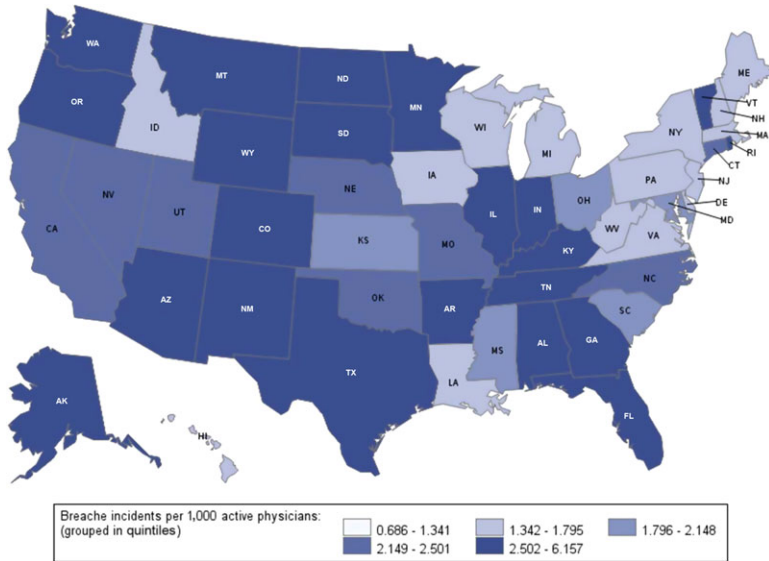 WA
MT
ND
MN
OR
ID
SD
WY
WI
MI
NY
ME
VT
NH
MA
RI
CT
NJ
PA
DE
MD
IA
NE
NV
UT
CA
CO
KS
MO
IL
IN
OH
WV
VA
KY
NC
TN
SC
AZ
NM
OK
AR
TX
LA
MS
AL
GA
FL
AK
HI
Breache incidents per 1,000 active physicians:
(grouped in quintiles)
0.686 - 1.341
1.342 - 1.795
1.796 - 2.148
2.149 - 2.501
2.502 - 6.157